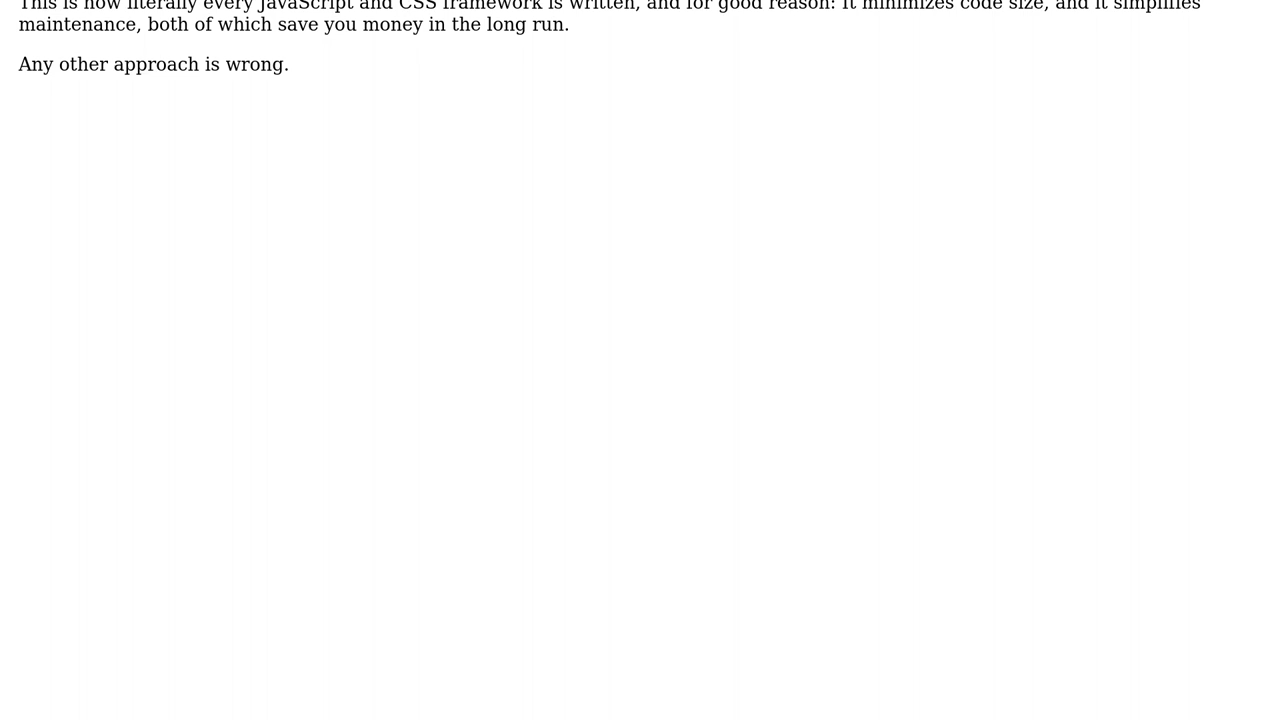 This is how literally every JavaScript and CSS framework is written, and for good reason: it minimizes code size, and it simplifies
maintenance, both of which save you money in the long run.
Any other approach is wrong.